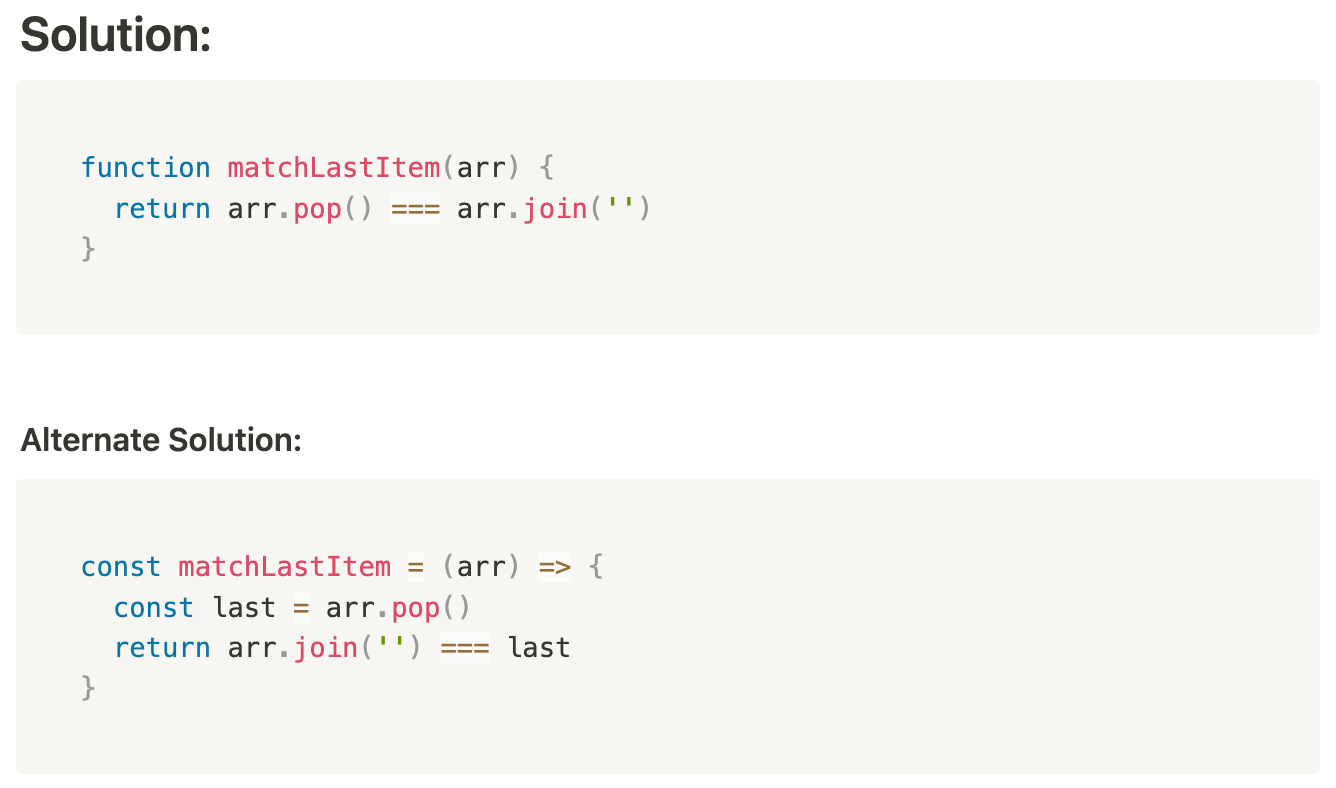 Solution:
function matchLastItem(arr) {
  return arr.pop() === arr.join('')
}
Alternate Solution:
const matchLastItem = (arr) => {
  const last = arr.pop()
  return arr.join('') === last
}